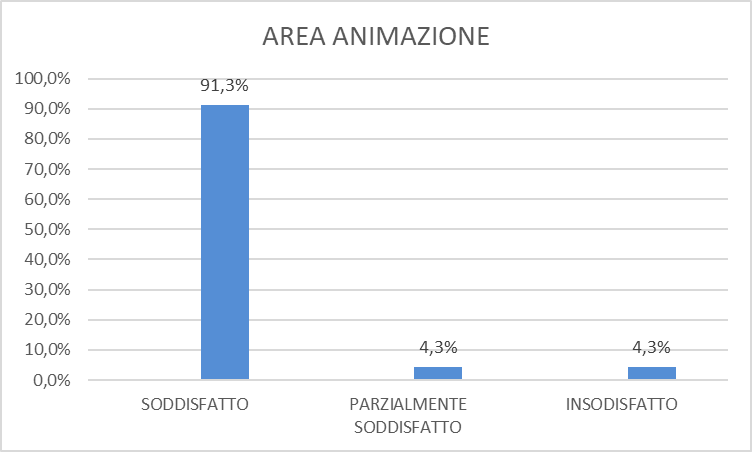 AREA ANIMAZIONE
100,0%
90,0%
80,0%
70,0%
60,0%
50,0%
40,0%
30,0%
20,0%
10,0%
0,0%
91,3%
4,3%
4,3%
SODDISFATTO
PARZIALMENTE
SODDISFATTO
INSODISFATTO